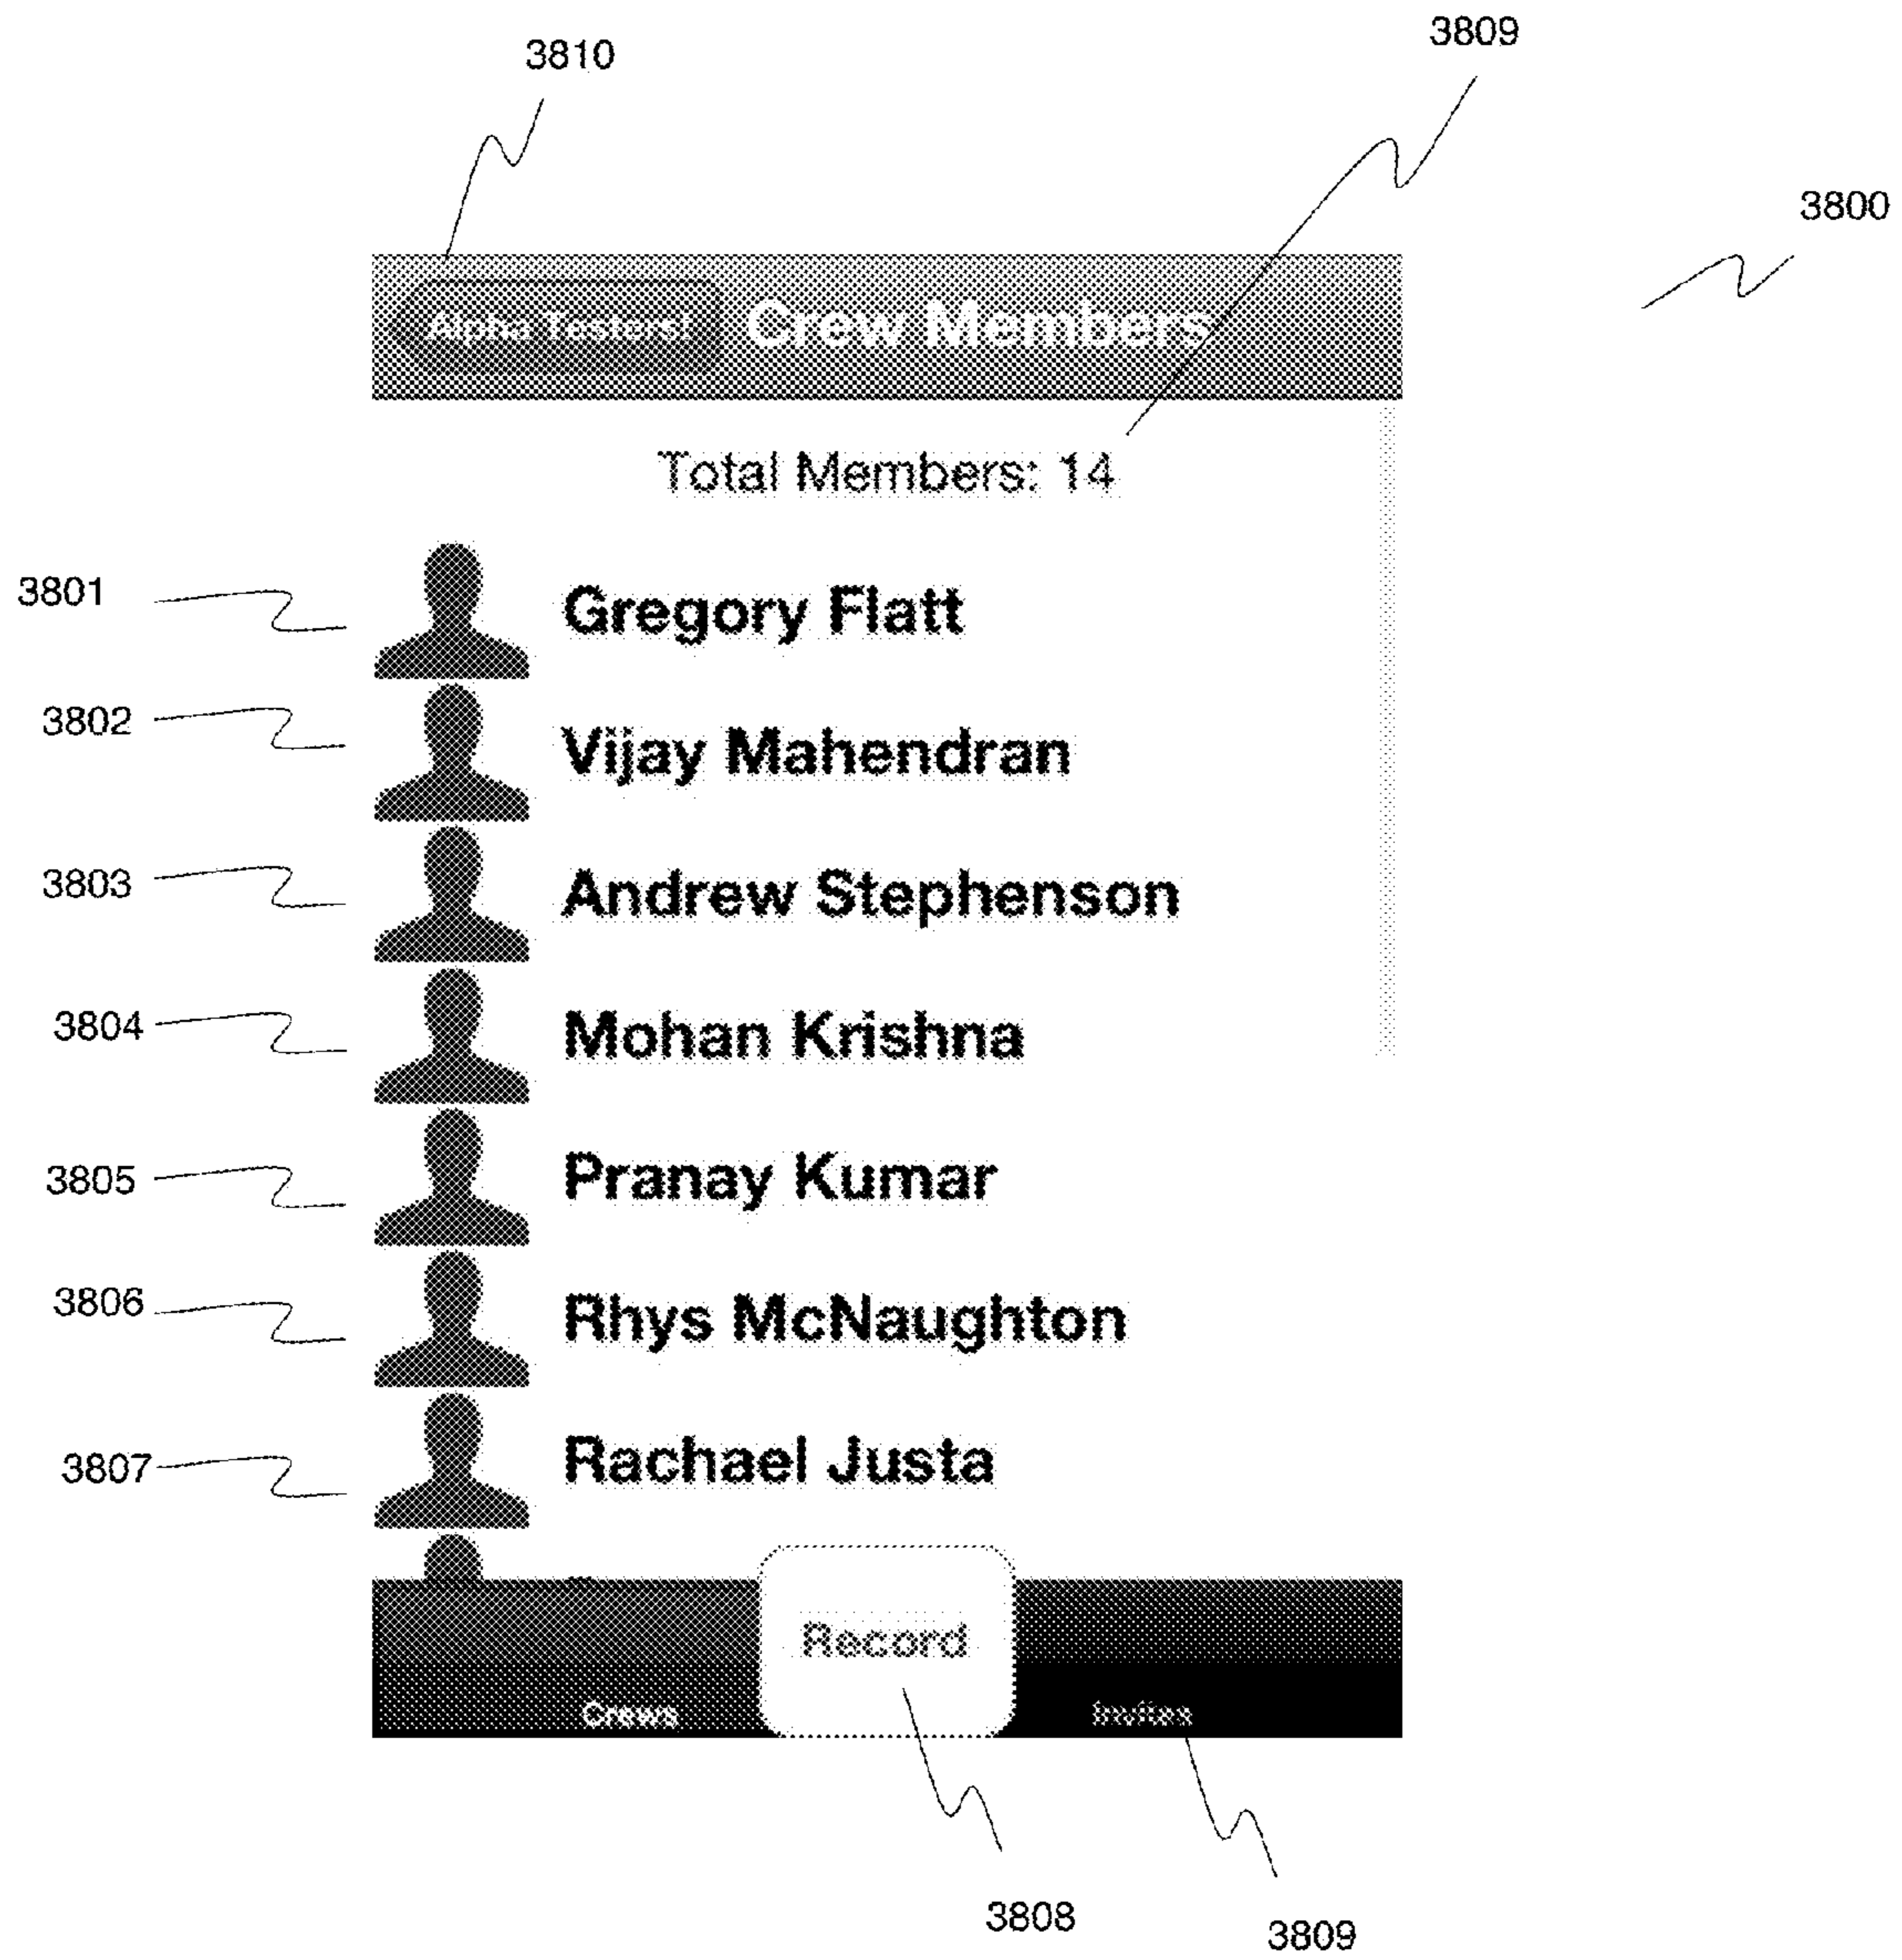 3810
3809
3800
Alpha Testers! Crew Members
Total Members: 14
3801
Gregory Flatt
3802
Vijay Mahendran
3803
Andrew Stephenson
3804
Mohan Krishna
3805
Pranay Kumar
3806
Rhys McNaughton
3807
Rachael Justa
Record
Crews
Invites
3808
3809